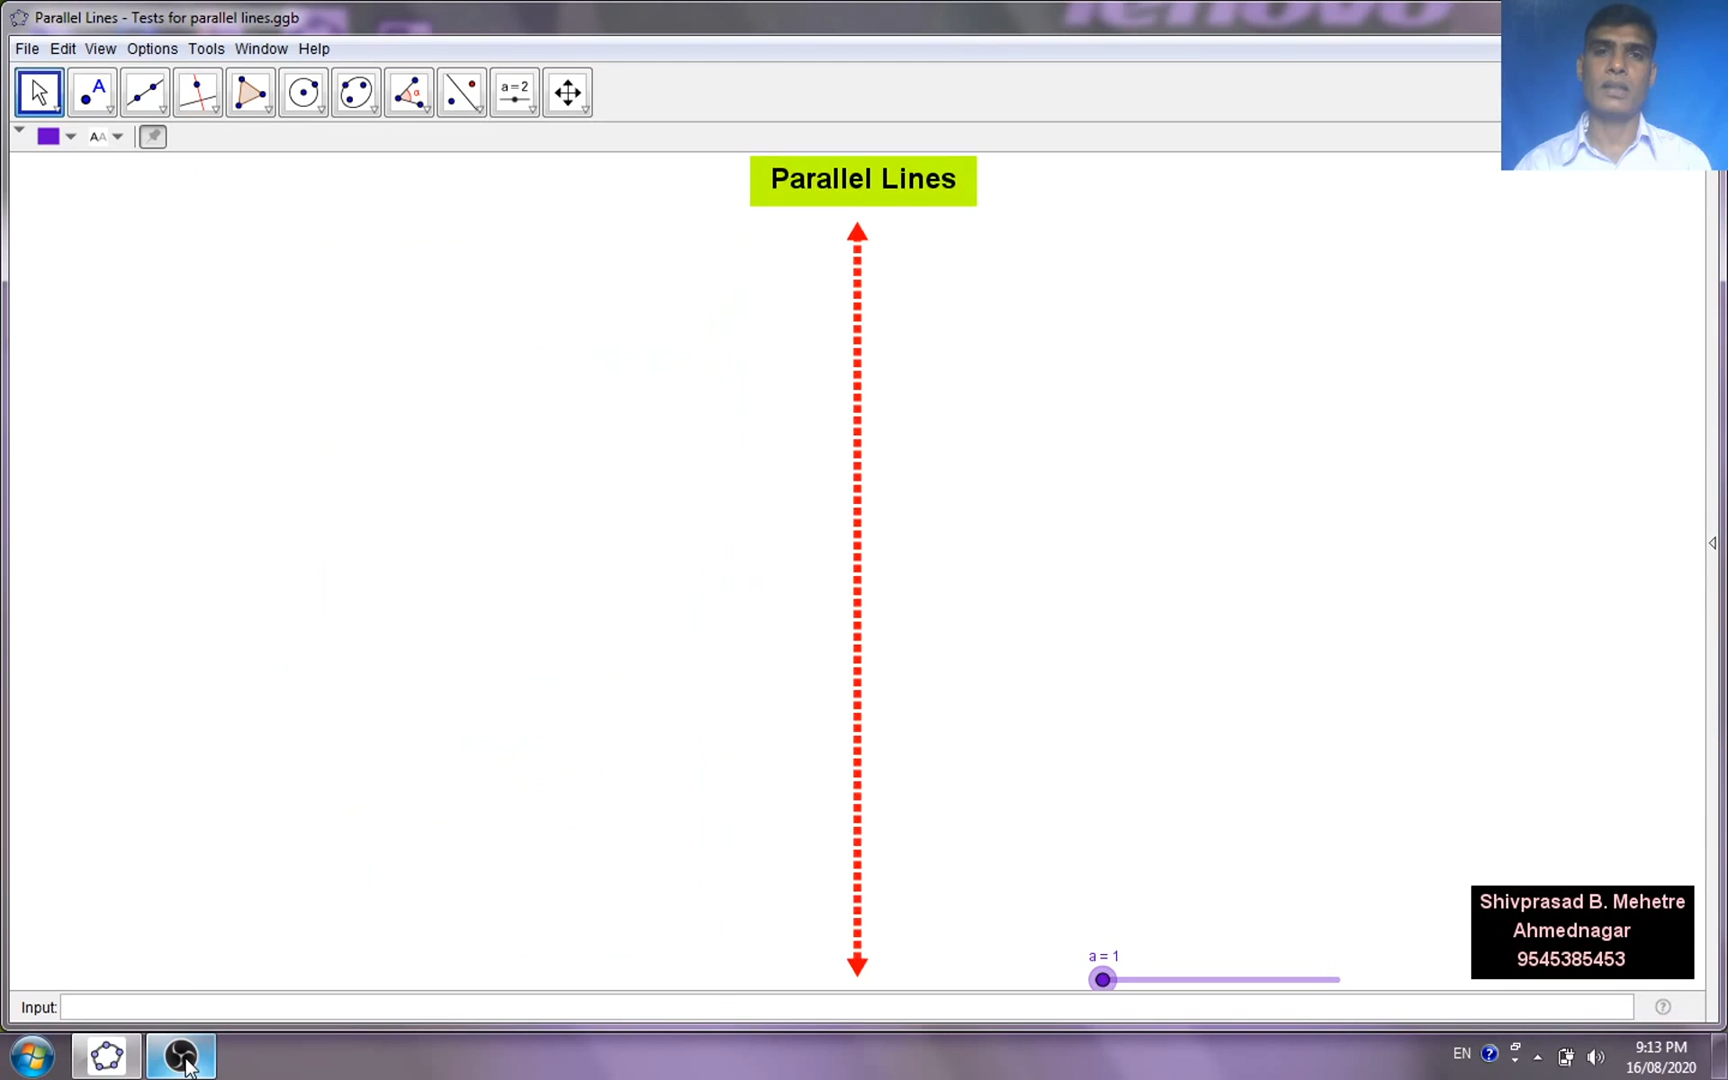 Parallel Lines - Tests for parallel lines.ggb
lenovo
File Edit View Options Tools Window Help
A
α
a=2
AA
Parallel Lines
Shivprasad B. Mehetre
Ahmednagar
9545385453
a = 1
Input:
EN
9:13 PM
16/08/2020